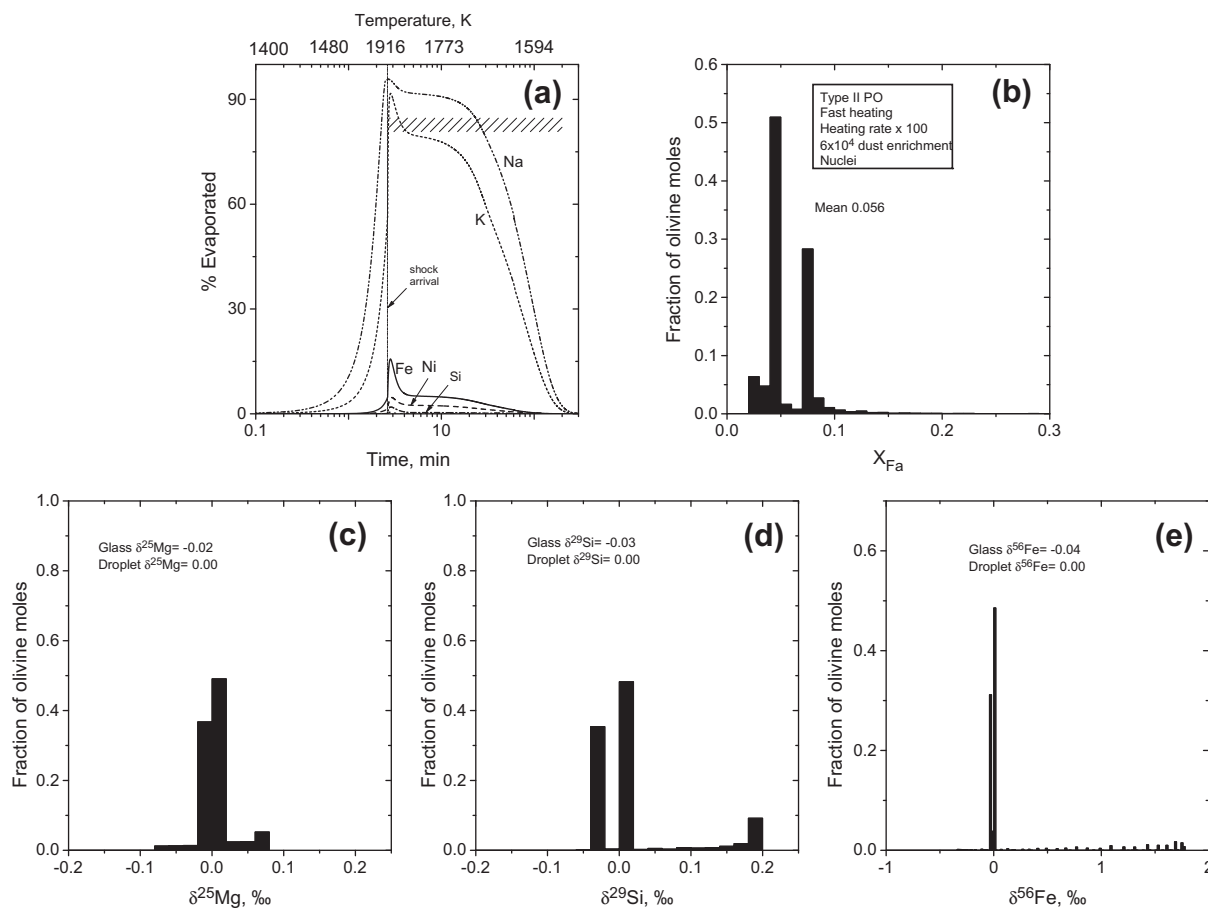 Temperature, K
1400 1480 1916 1773 1594
(a)
90
60
30
0
% Evaporated
Na
K
shock
arrival
Fe
Ni
Si
0.1 1 10
Time, min
(b)
0.6
0.5
0.4
0.3
0.2
0.1
0.0
Fraction of olivine moles
Type II PO
Fast heating
Heating rate x 100
6x10⁴ dust enrichment
Nuclei
Mean 0.056
0.0 0.1 0.2 0.3
X_Fa
(c)
1.0
0.8
0.6
0.4
0.2
0.0
Fraction of olivine moles
Glass δ²⁵Mg= -0.02
Droplet δ²⁵Mg= 0.00
-0.2 -0.1 0.0 0.1 0.2
δ²⁵Mg, ‰
(d)
1.0
0.8
0.6
0.4
0.2
0.0
Fraction of olivine moles
Glass δ²⁹Si= -0.03
Droplet δ²⁹Si= 0.00
-0.2 -0.1 0.0 0.1 0.2
δ²⁹Si, ‰
(e)
0.6
0.4
0.2
0.0
Fraction of olivine moles
Glass δ⁵⁶Fe= -0.04
Droplet δ⁵⁶Fe= 0.00
-1 0 1 2
δ⁵⁶Fe, ‰